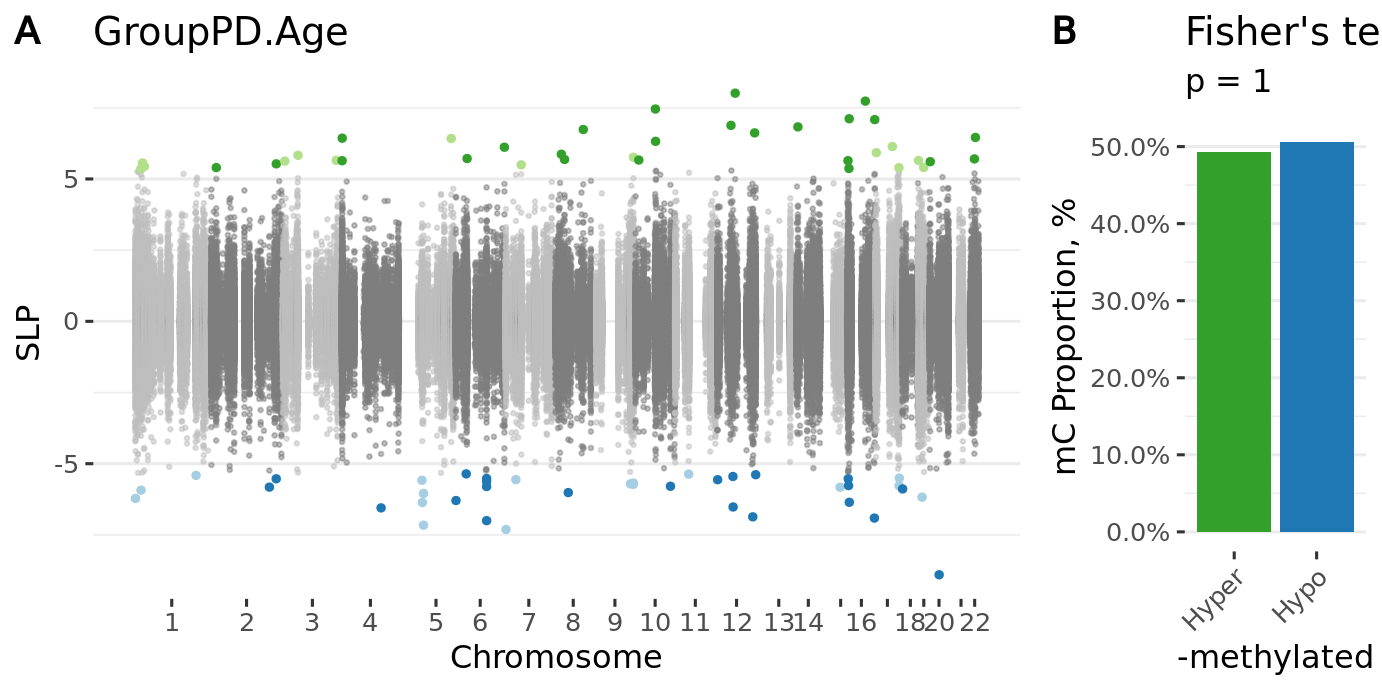 A GroupPD.Age
SLP
5
0
-5
1 2 3 4 5 6 7 8 9 10 11 12 13 14 16 18 20 22
Chromosome
B Fisher's te
p = 1
mC Proportion, %
50.0%
40.0%
30.0%
20.0%
10.0%
0.0%
Hyper
Hypo
-methylated